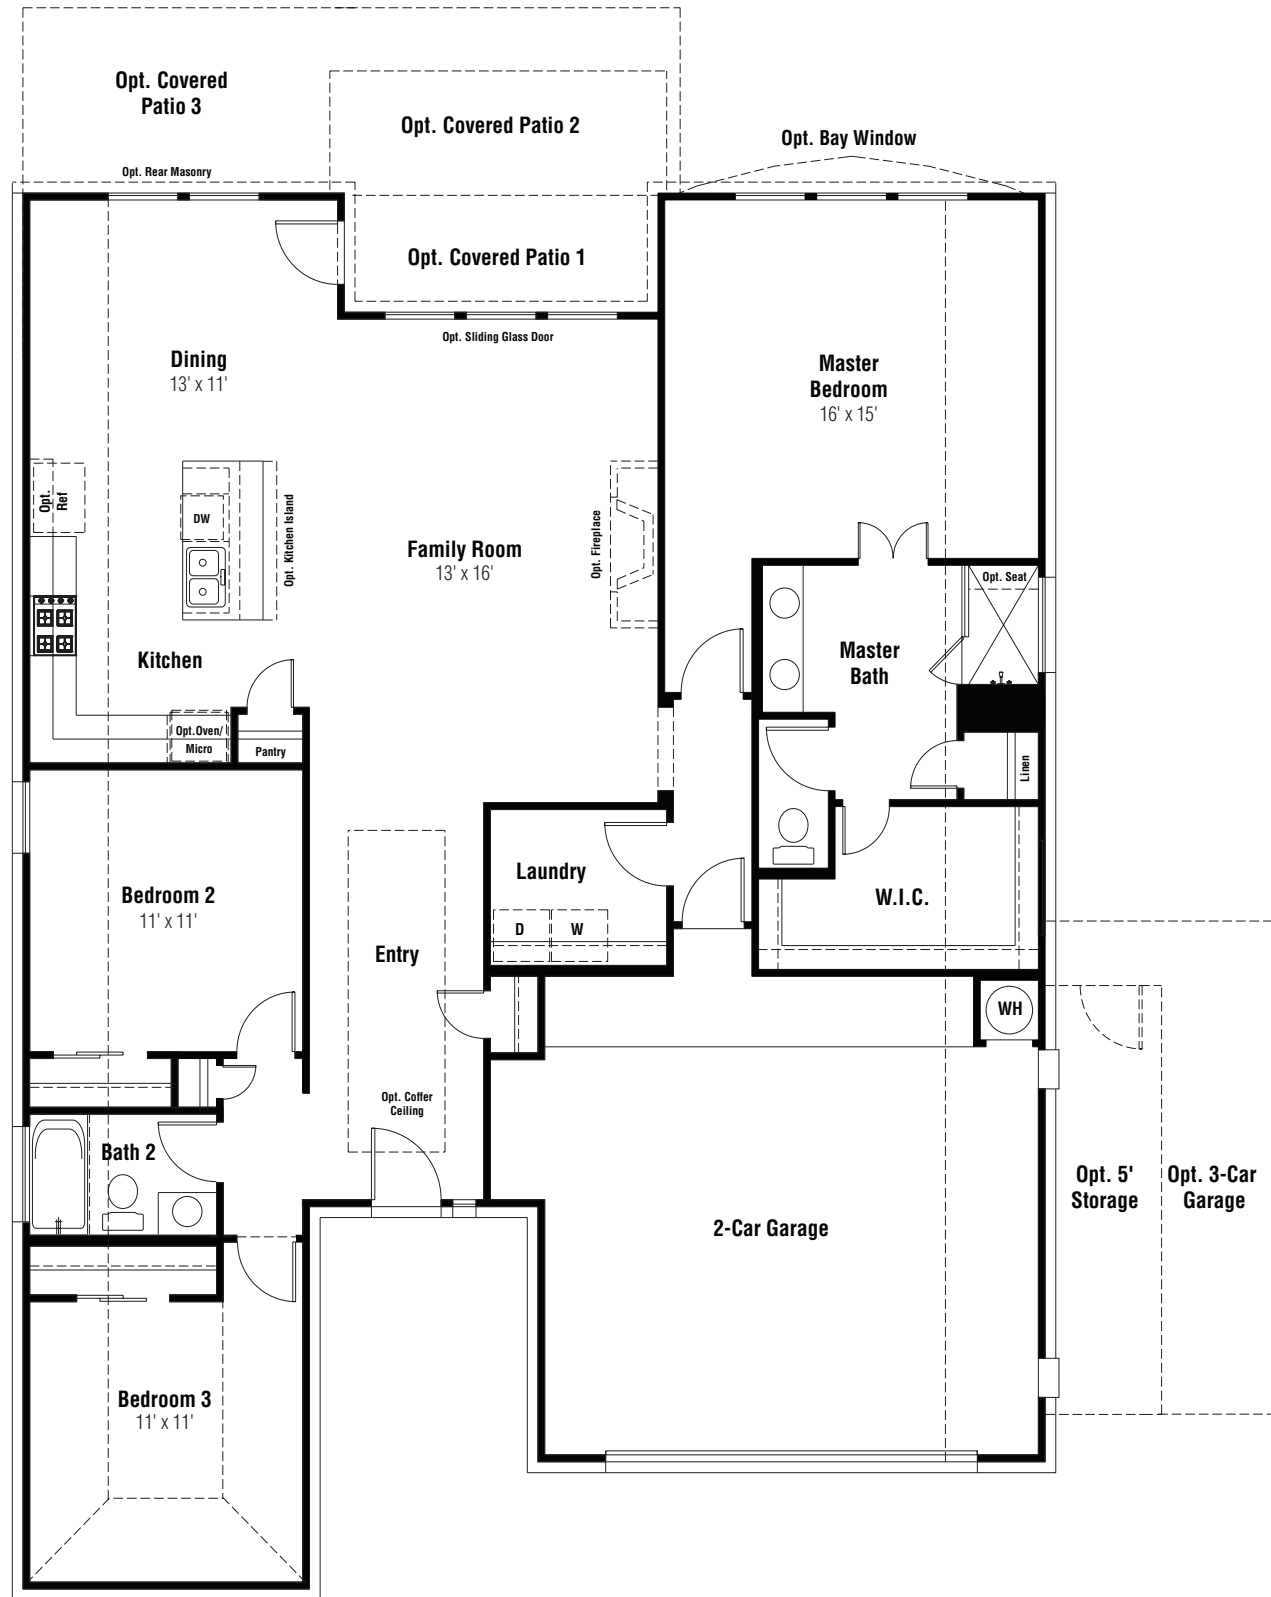 Opt. Covered
Patio 3
Opt. Covered Patio 2
Opt. Bay Window
Opt. Rear Masonry
Opt. Covered Patio 1
Opt. Sliding Glass Door
Dining
13' x 11'
Master
Bedroom
16' x 15'
Opt.
Ref
DW
Opt. Kitchen Island
Family Room
13' x 16'
Opt. Fireplace
Opt. Seat
Kitchen
Master
Bath
Opt.Oven/
Micro
Pantry
Linen
Bedroom 2
11' x 11'
Laundry
D
W
W.I.C.
Entry
WH
Opt. Coffer
Ceiling
Bath 2
Opt. 5'
Storage
Opt. 3-Car
Garage
2-Car Garage
Bedroom 3
11' x 11'